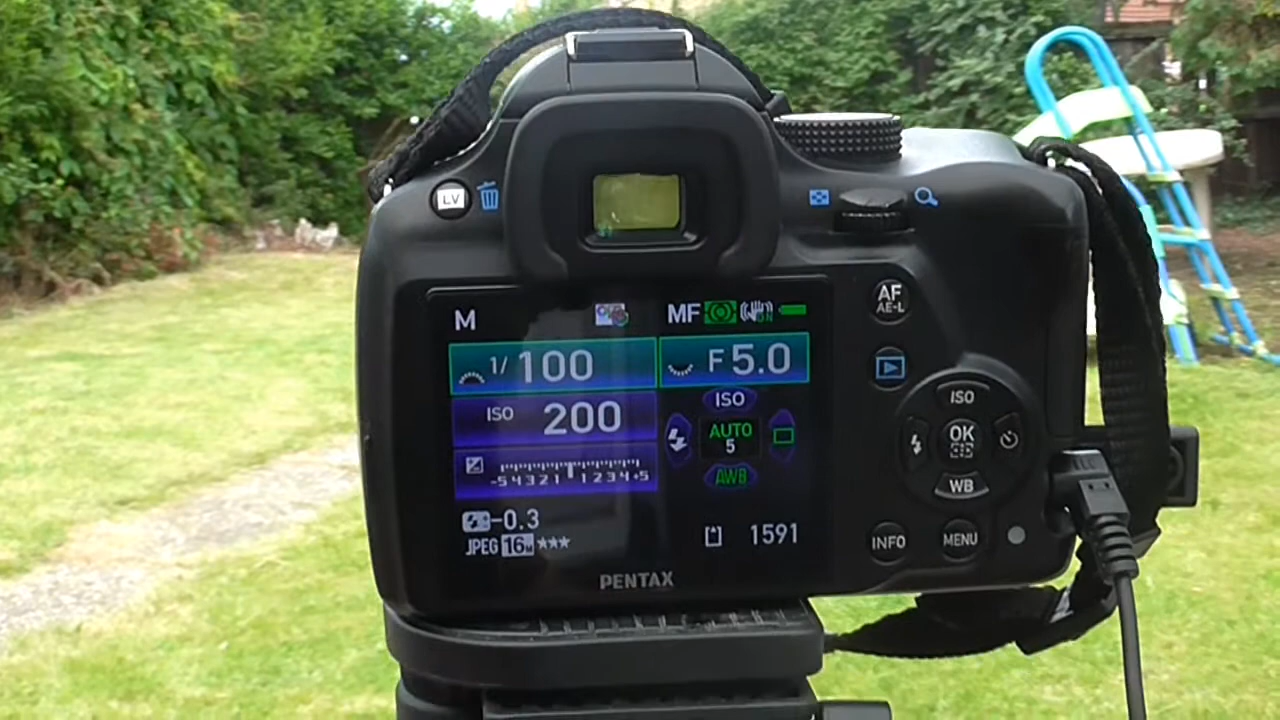 LV
M MF ON
1/ 100 F 5.0
ISO 200 ISO
AUTO
5
-5 4 3 2 1 1 2 3 4 +5 AWB
-0.3
JPEG 16M ★★★ 1591
PENTAX
AF
AE-L
ISO
OK
WB
INFO MENU